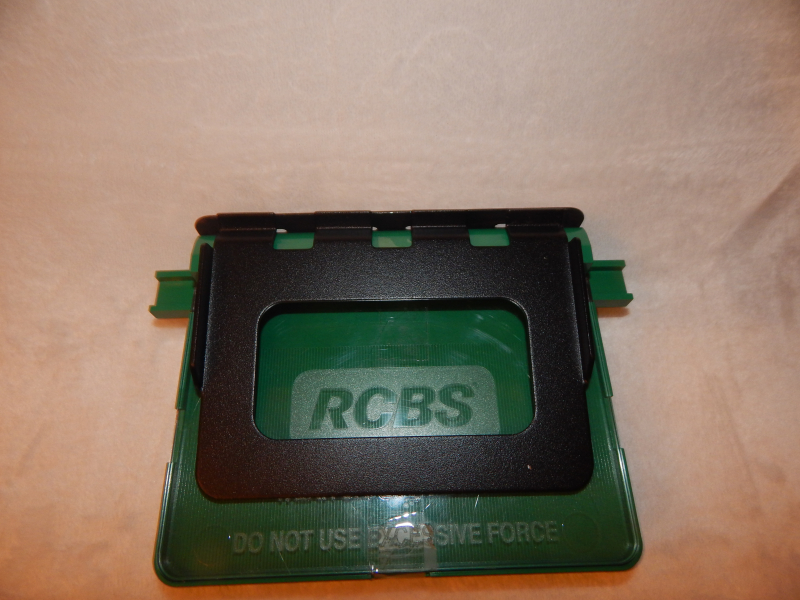 RCBS
DO NOT USE EXCESSIVE FORCE